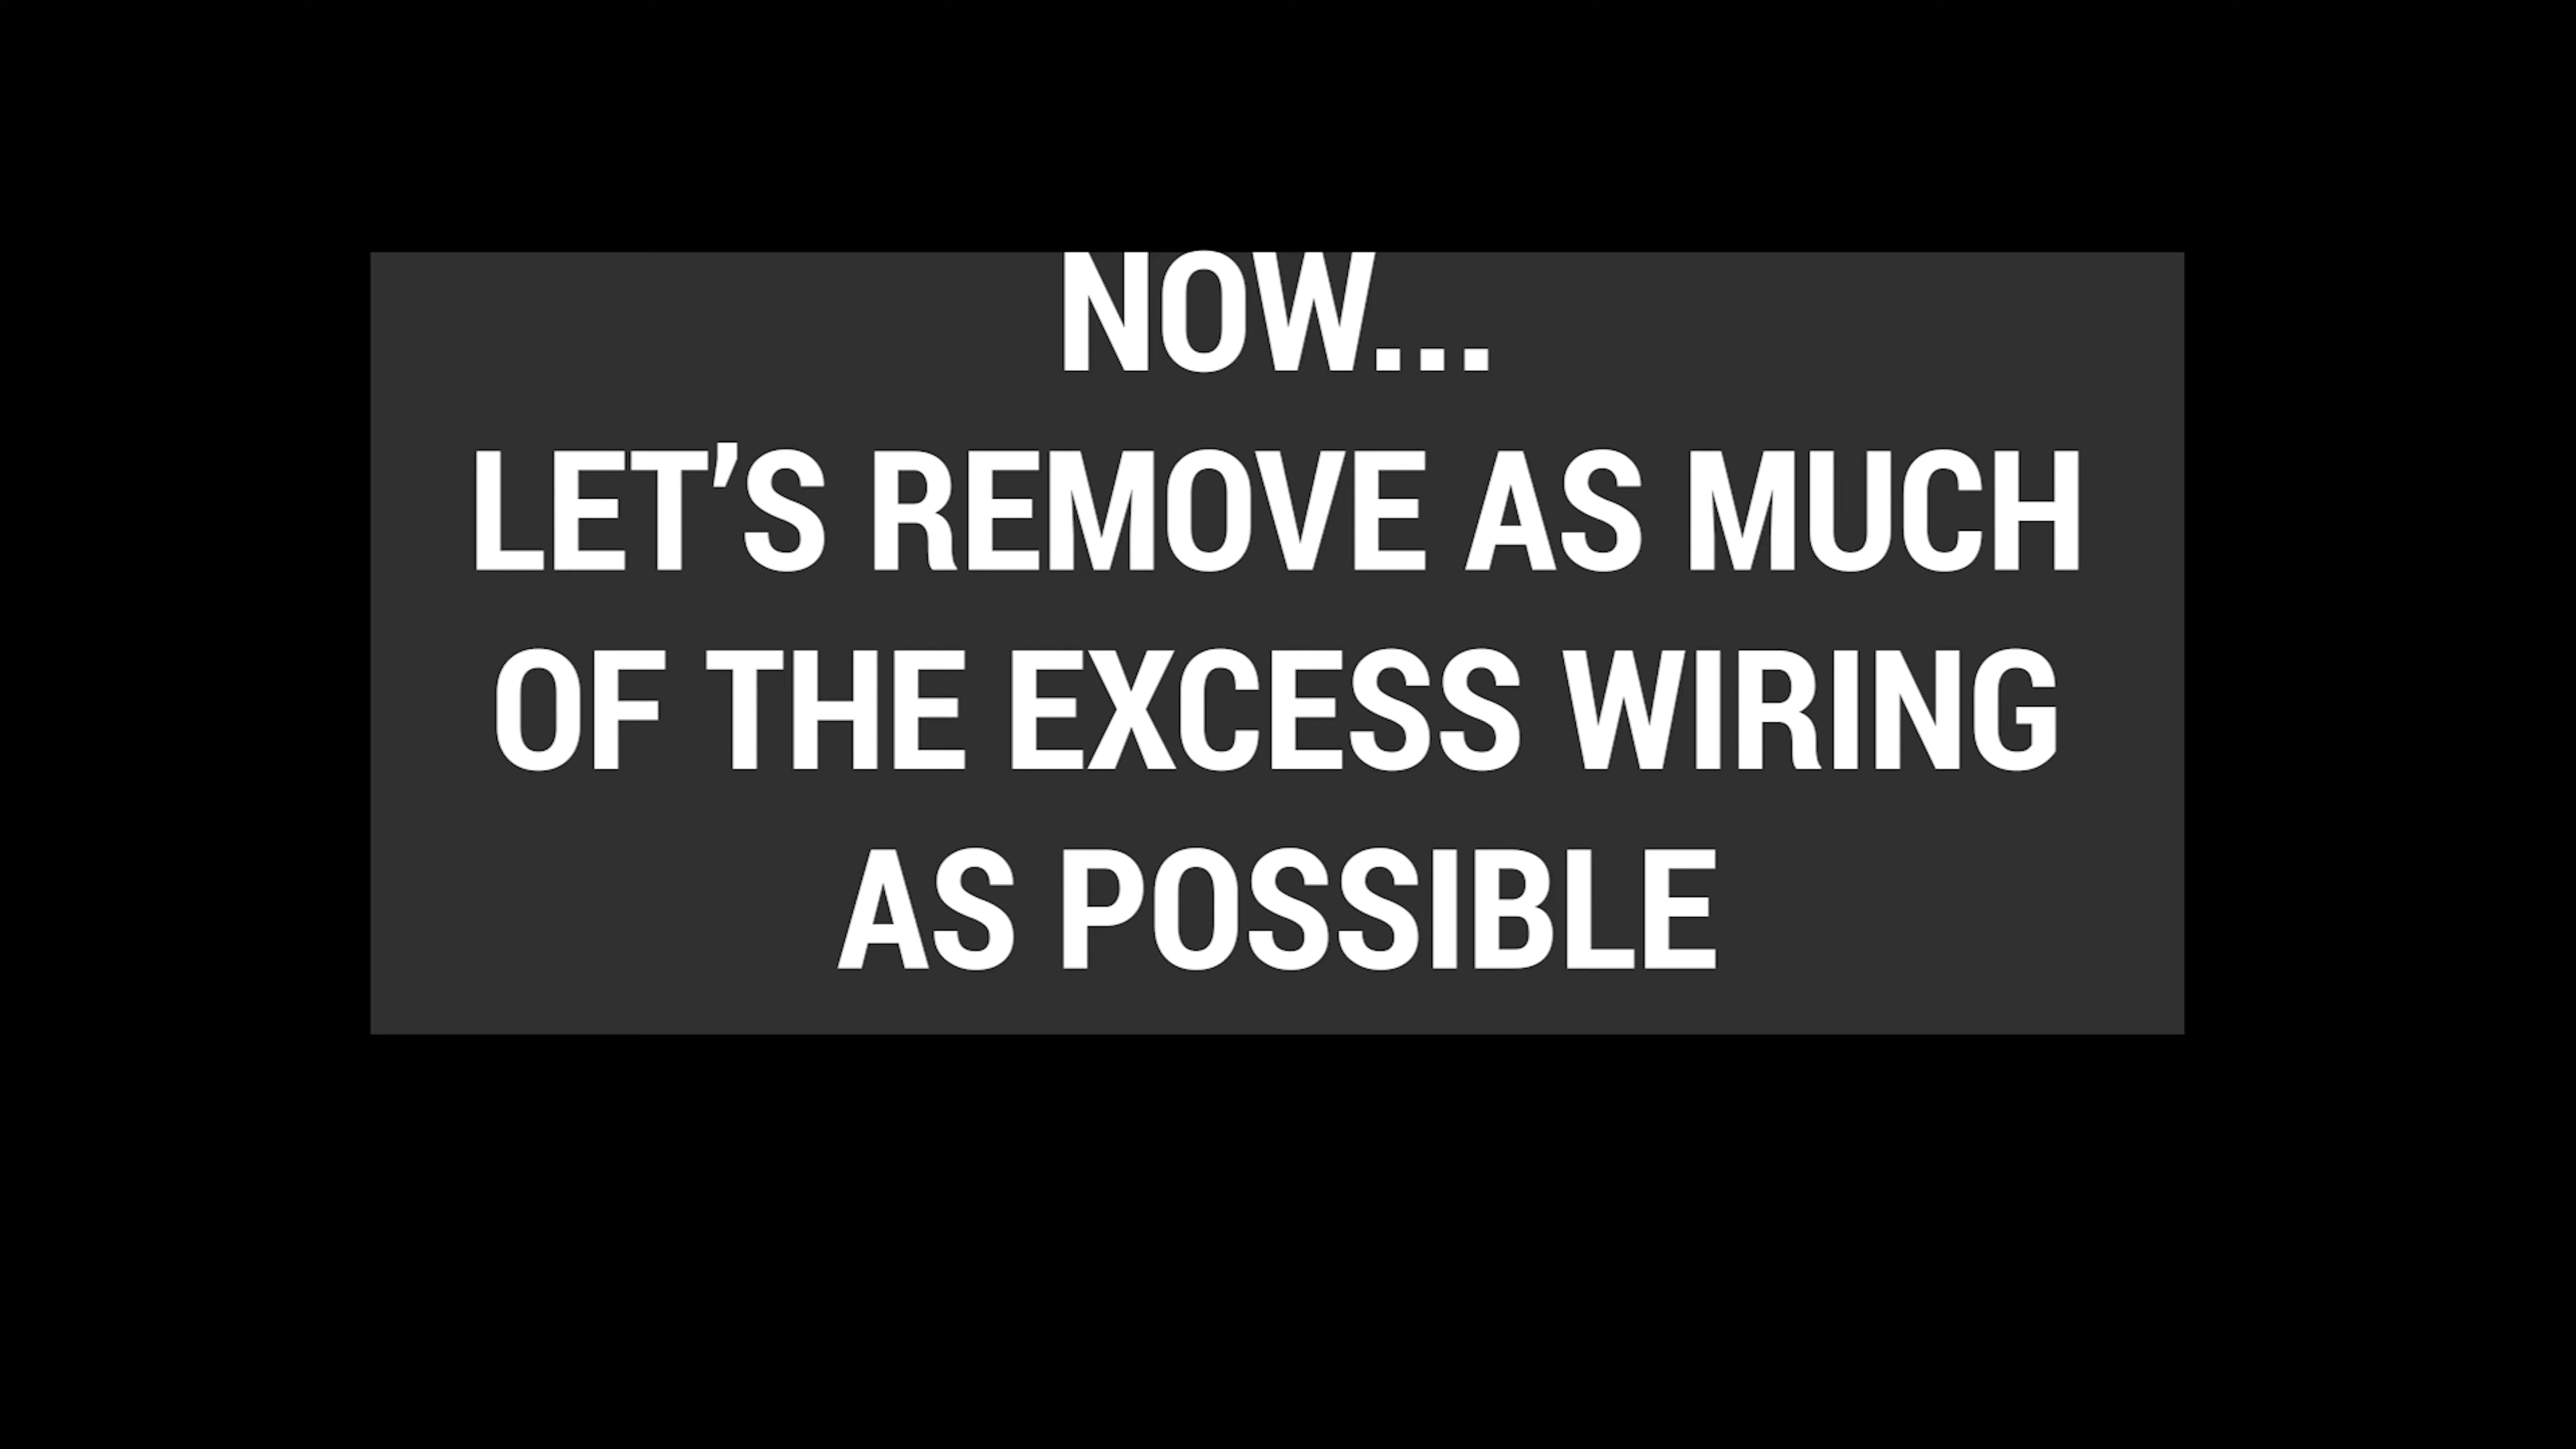 NOW...
LET’S REMOVE AS MUCH
OF THE EXCESS WIRING
AS POSSIBLE